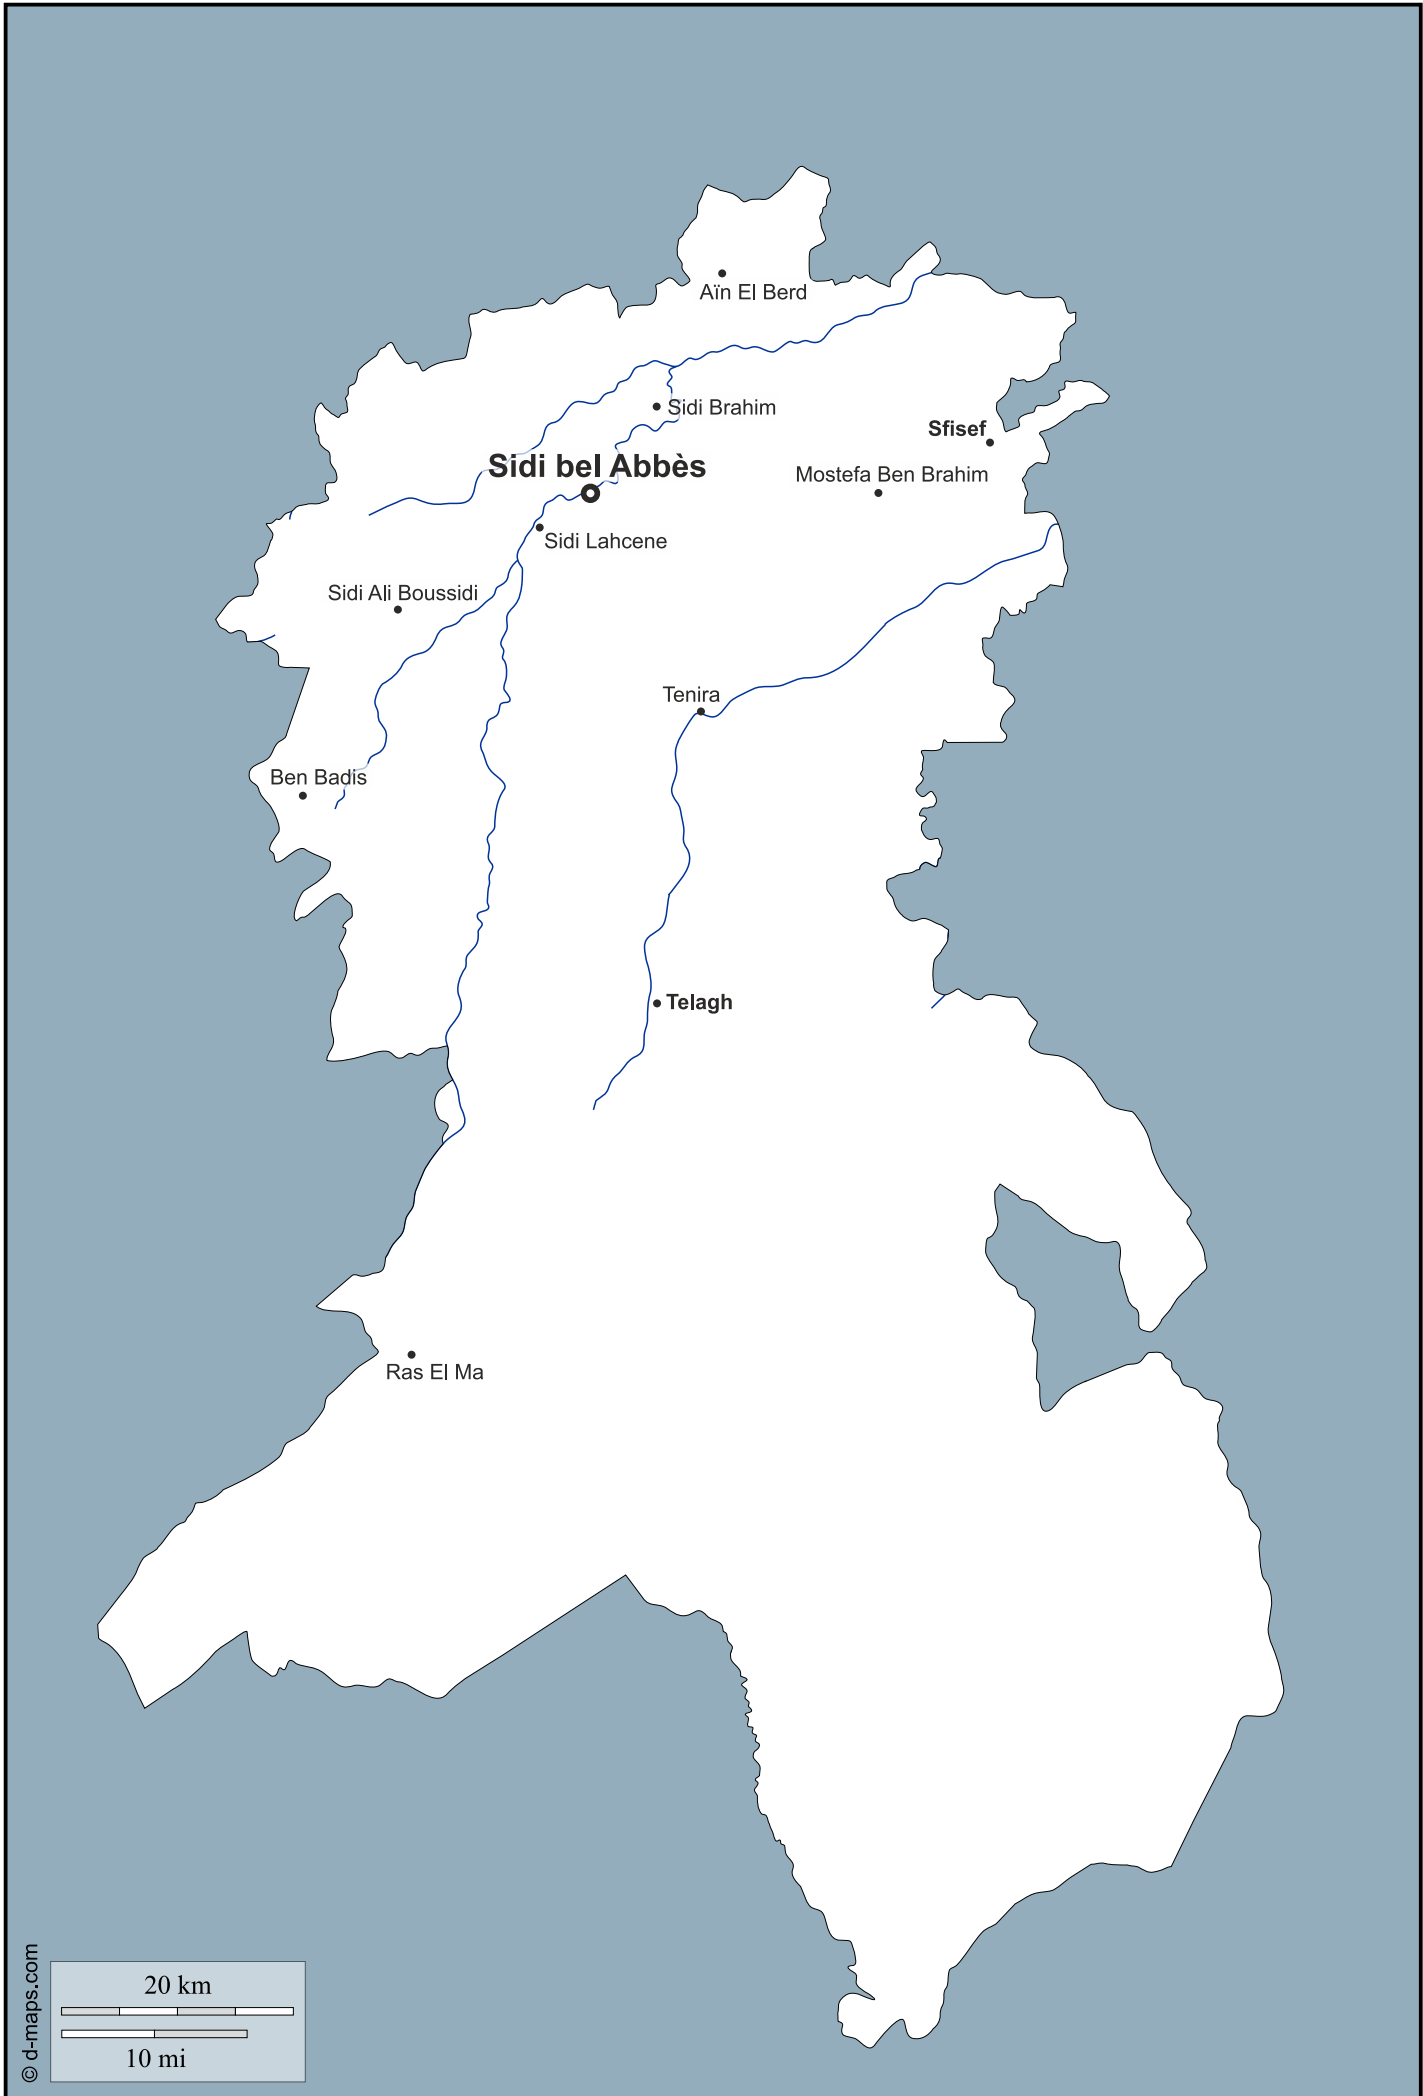 Aïn El Berd
Sidi Brahim
Sfisef
Sidi bel Abbès
Mostefa Ben Brahim
Sidi Lahcene
Sidi Ali Boussidi
Tenira
Ben Badis
Telagh
Ras El Ma
20 km
10 mi
© d-maps.com